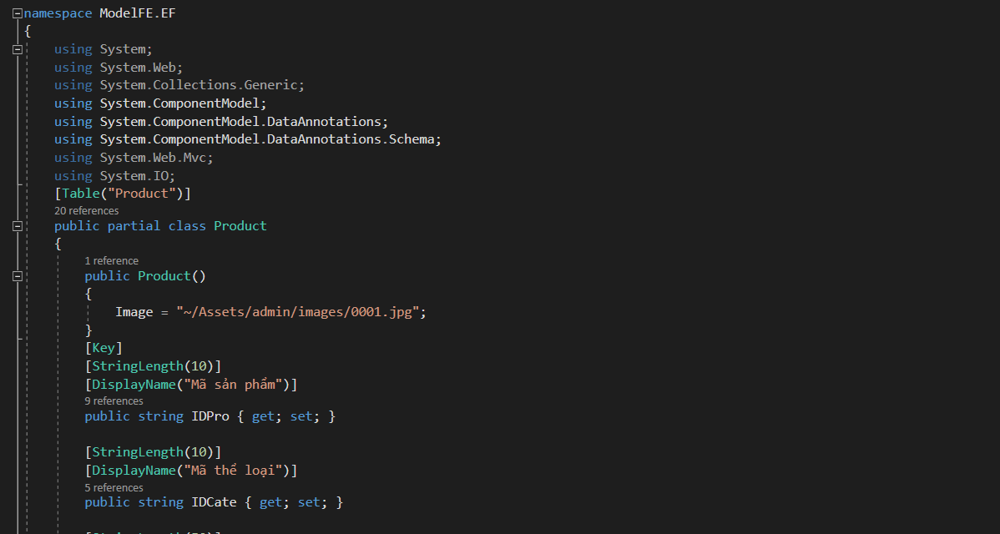 namespace ModelFE.EF
{
using System;
using System.Web;
using System.Collections.Generic;
using System.ComponentModel;
using System.ComponentModel.DataAnnotations;
using System.ComponentModel.DataAnnotations.Schema;
using System.Web.Mvc;
using System.IO;
[Table("Product")]
20 references
public partial class Product
{
1 reference
public Product()
{
Image = "~/Assets/admin/images/0001.jpg";
}
[Key]
[StringLength(10)]
[DisplayName("Mã sản phẩm")]
9 references
public string IDPro { get; set; }
[StringLength(10)]
[DisplayName("Mã thể loại")]
5 references
public string IDCate { get; set; }